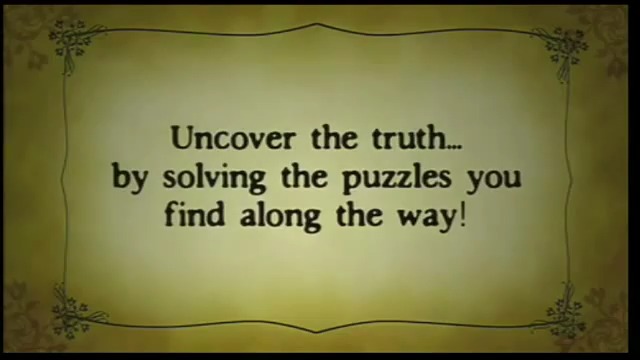 Uncover the truth...
by solving the puzzles you
find along the way!